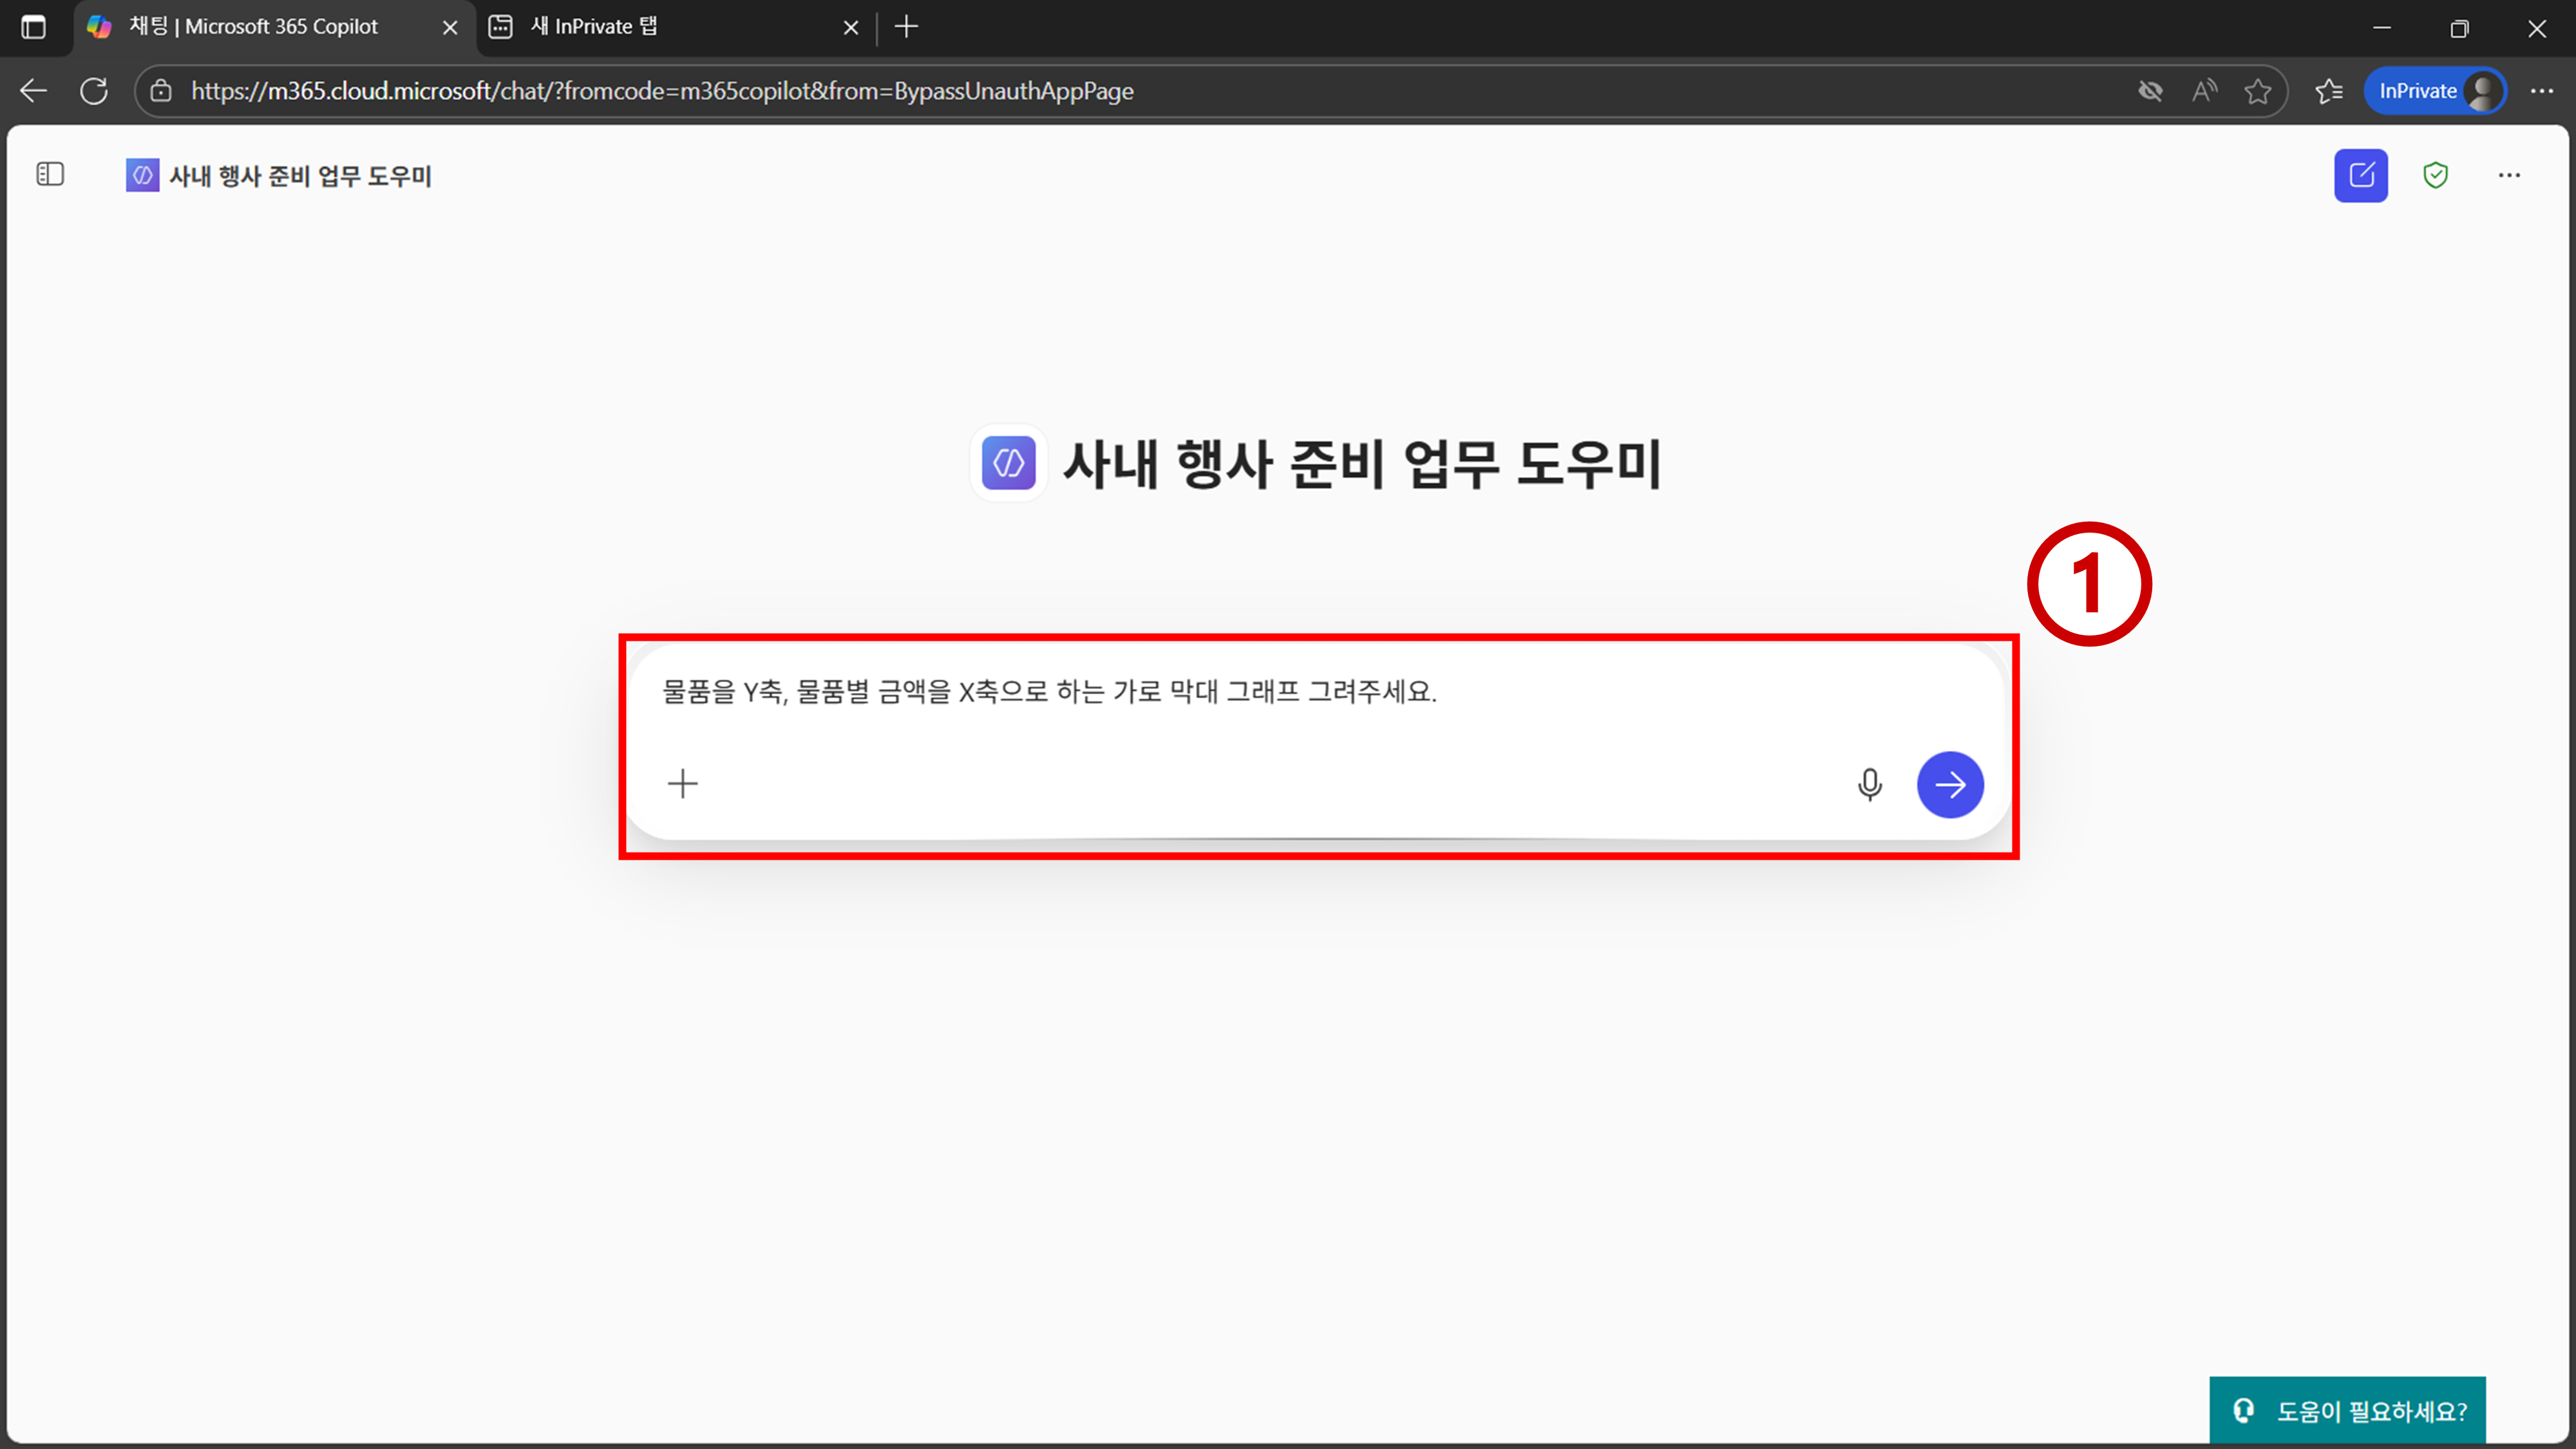 채팅 | Microsoft 365 Copilot
새 InPrivate 탭
https://m365.cloud.microsoft/chat/?fromcode=m365copilot&from=BypassUnauthAppPage
InPrivate
사내 행사 준비 업무 도우미
사내 행사 준비 업무 도우미
1
물품을 Y축, 물품별 금액을 X축으로 하는 가로 막대 그래프 그려주세요.
도움이 필요하세요?